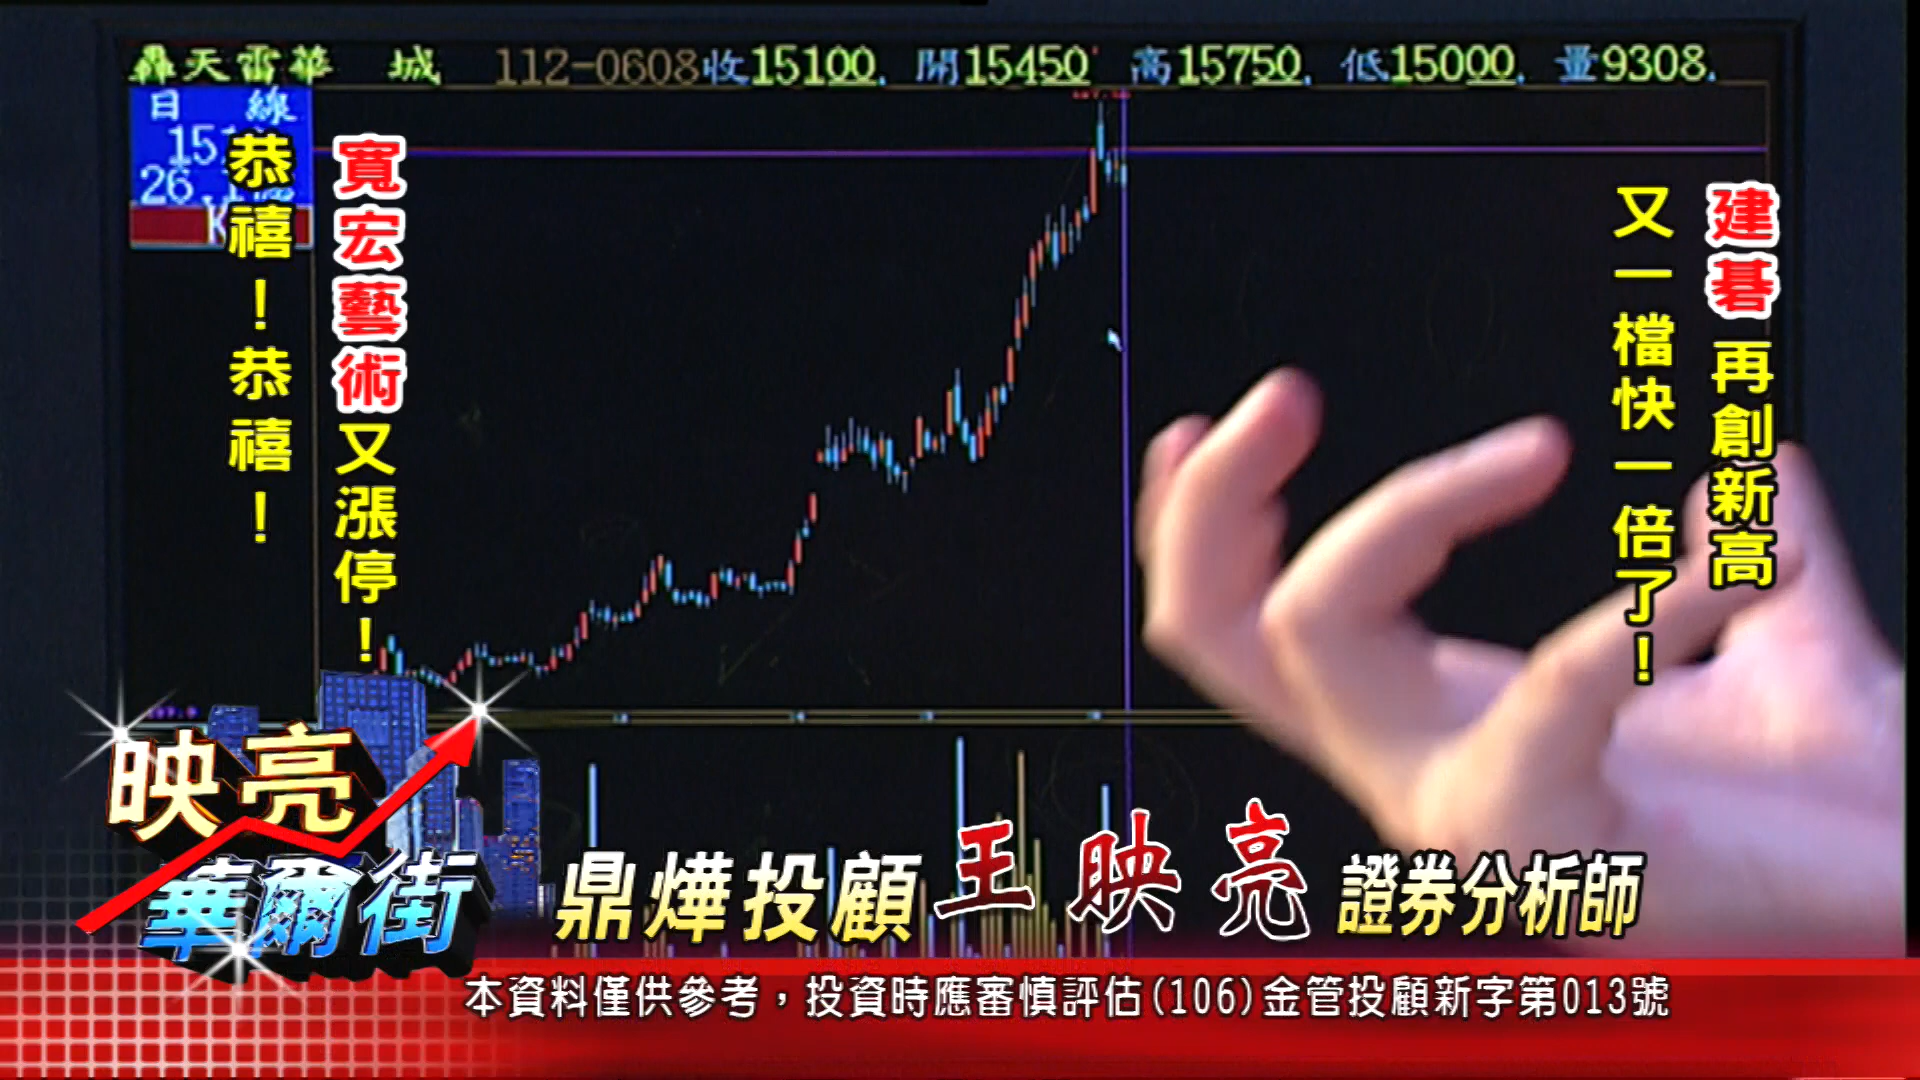 轟天雷華 城 112-0608收15100. 開15450 高15750. 低15000. 量9308.
日 線
建碁 再創新高
又一檔快一倍了!
寬宏藝術又漲停!
恭禧!恭禧!
映亮
華爾街
鼎燁投顧 王映亮 證券分析師
本資料僅供參考,投資時應審慎評估(106)金管投顧新字第013號